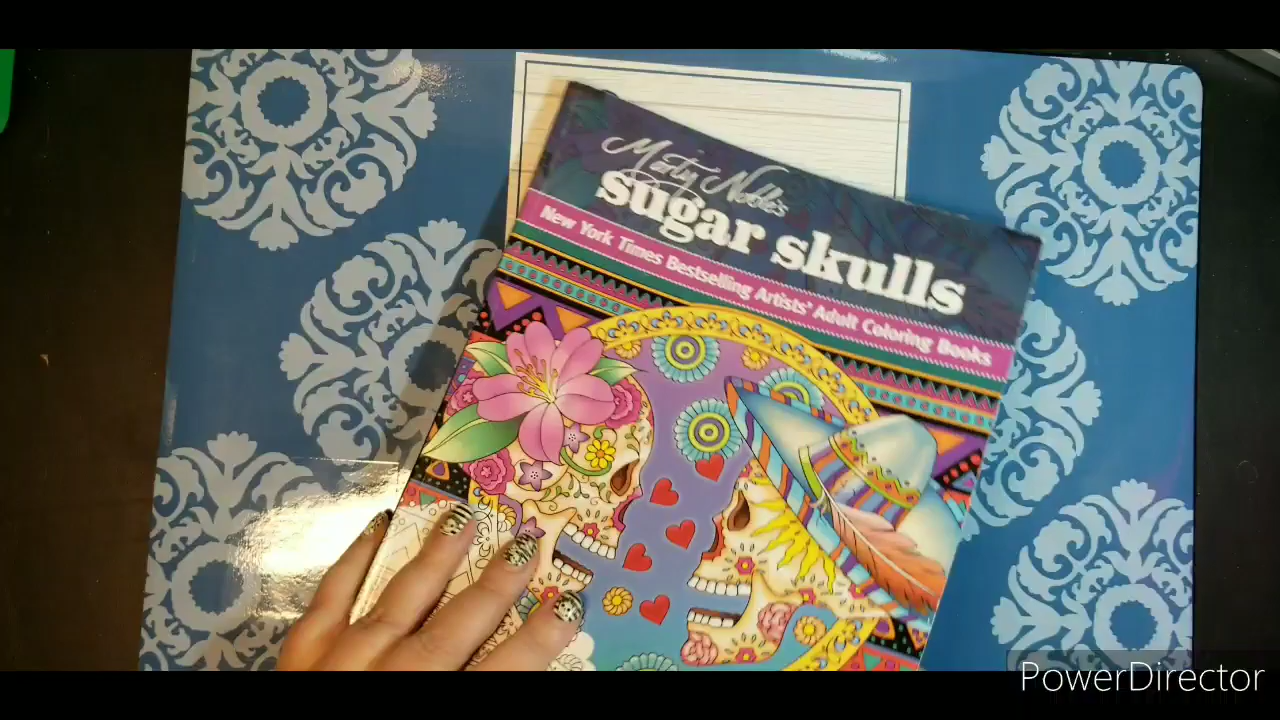 Marty Noble's
sugar skulls
New York Times Bestselling Artists' Adult Coloring Books
PowerDirector